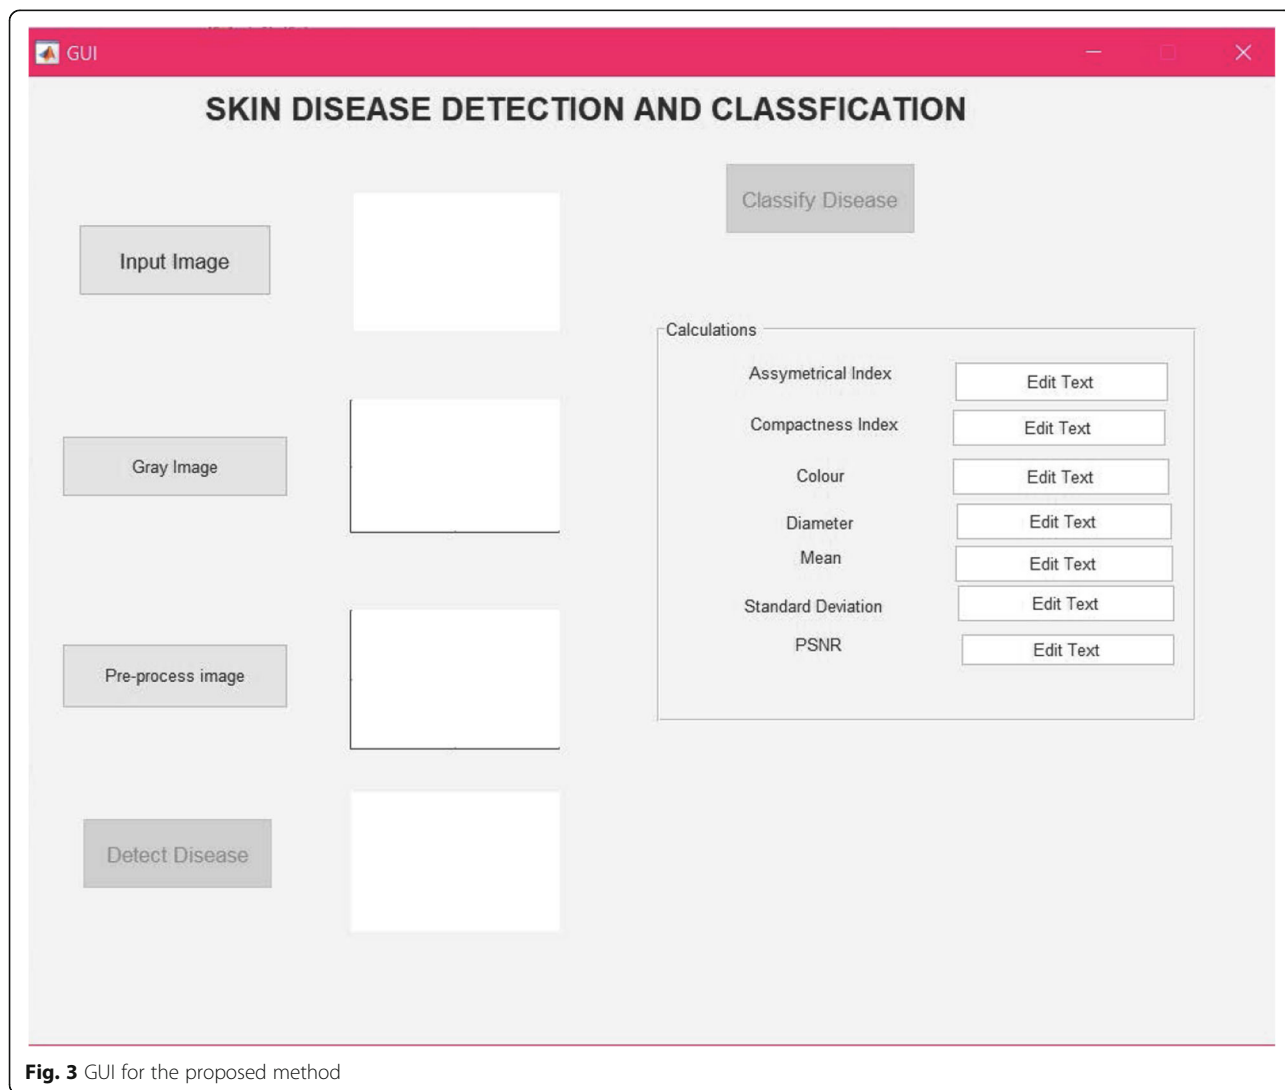 GUI
SKIN DISEASE DETECTION AND CLASSFICATION
Classify Disease
Input Image
Calculations
Assymetrical Index Edit Text
Compactness Index Edit Text
Gray Image
Colour Edit Text
Diameter Edit Text
Mean Edit Text
Standard Deviation Edit Text
PSNR Edit Text
Pre-process image
Detect Disease
Fig. 3 GUI for the proposed method